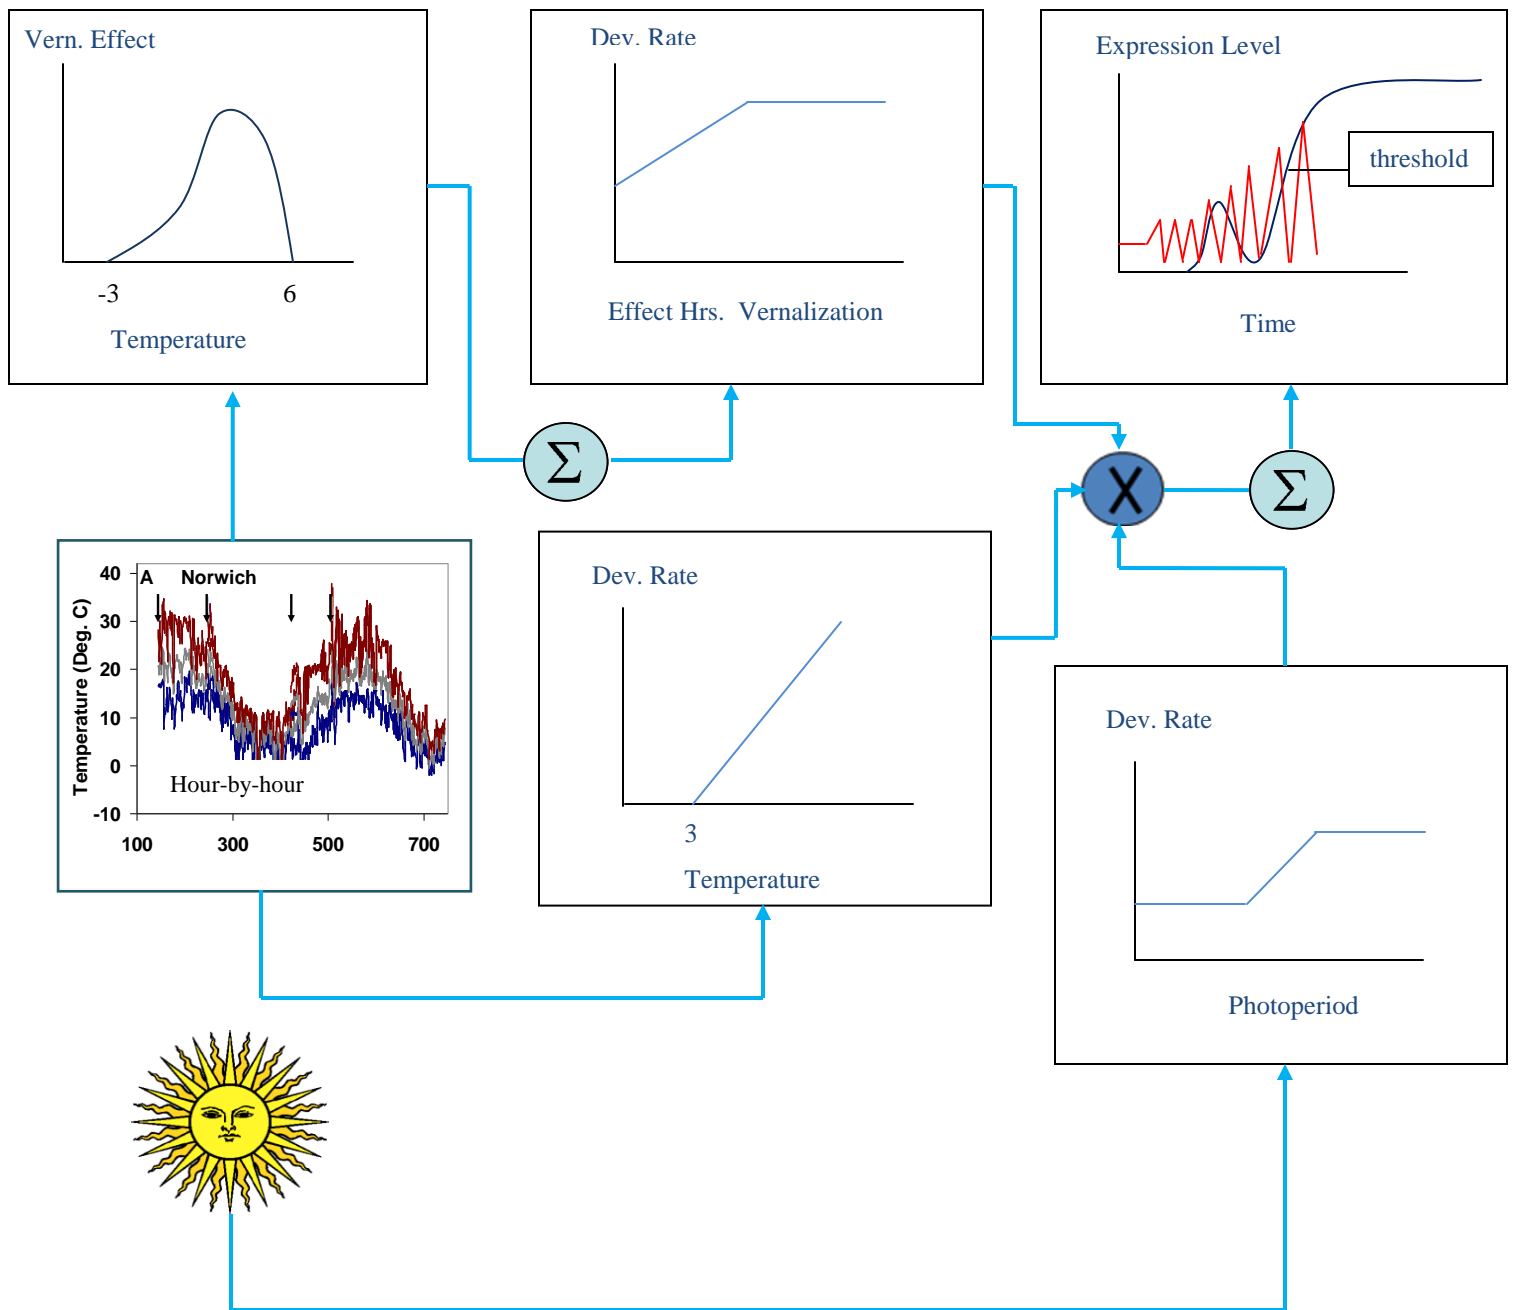 Vern. Effect
-3 6
Temperature
Dev. Rate
Effect Hrs. Vernalization
Expression Level
threshold
Time
Σ
X
Σ
Temperature (Deg. C)
40
30
20
10
0
-10
A Norwich
Hour-by-hour
100 300 500 700
Dev. Rate
3
Temperature
Dev. Rate
Photoperiod